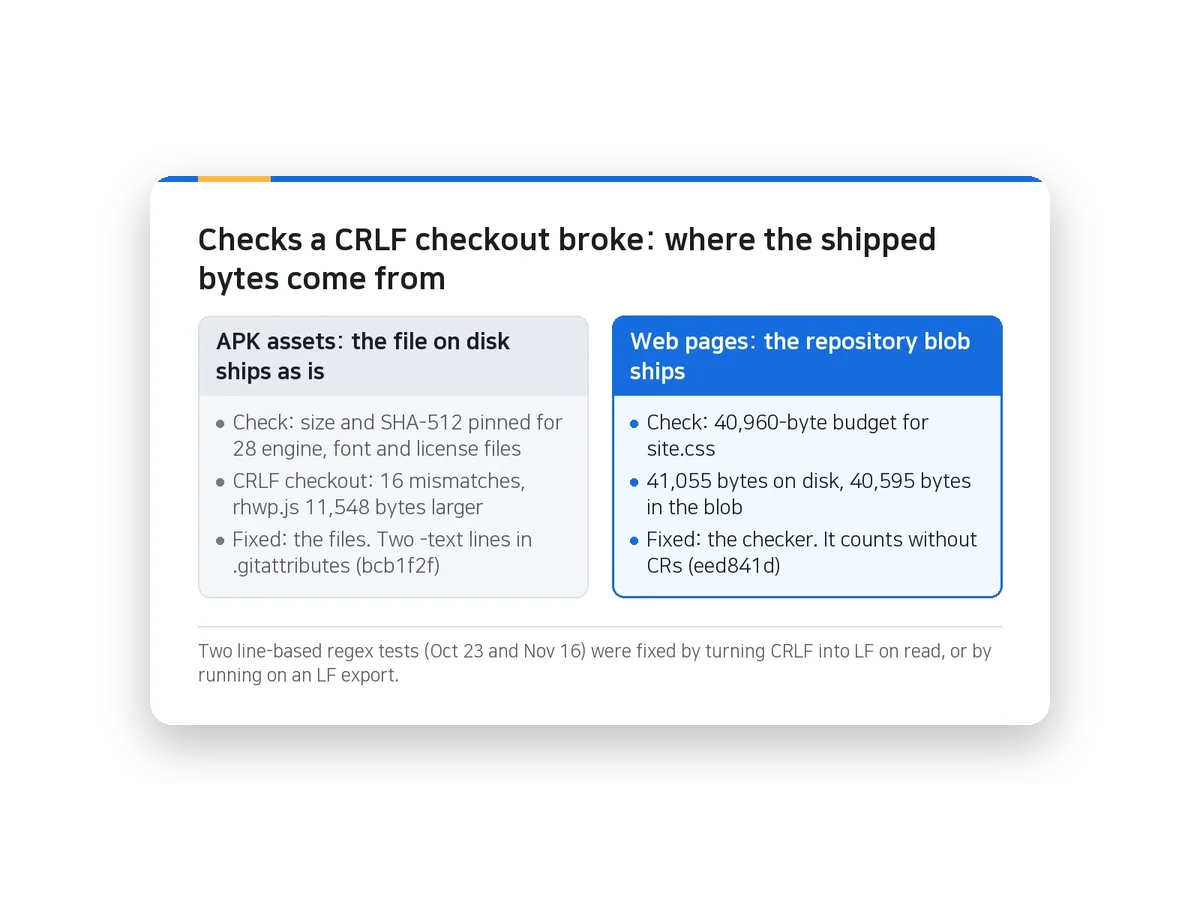 Checks a CRLF checkout broke: where the shipped
bytes come from
APK assets: the file on disk
ships as is
• Check: size and SHA-512 pinned for
28 engine, font and license files
• CRLF checkout: 16 mismatches,
rhwp.js 11,548 bytes larger
• Fixed: the files. Two -text lines in
.gitattributes (bcb1f2f)
Web pages: the repository blob
ships
• Check: 40,960-byte budget for
site.css
• 41,055 bytes on disk, 40,595 bytes
in the blob
• Fixed: the checker. It counts without
CRs (eed841d)
Two line-based regex tests (Oct 23 and Nov 16) were fixed by turning CRLF into LF on read, or by
running on an LF export.